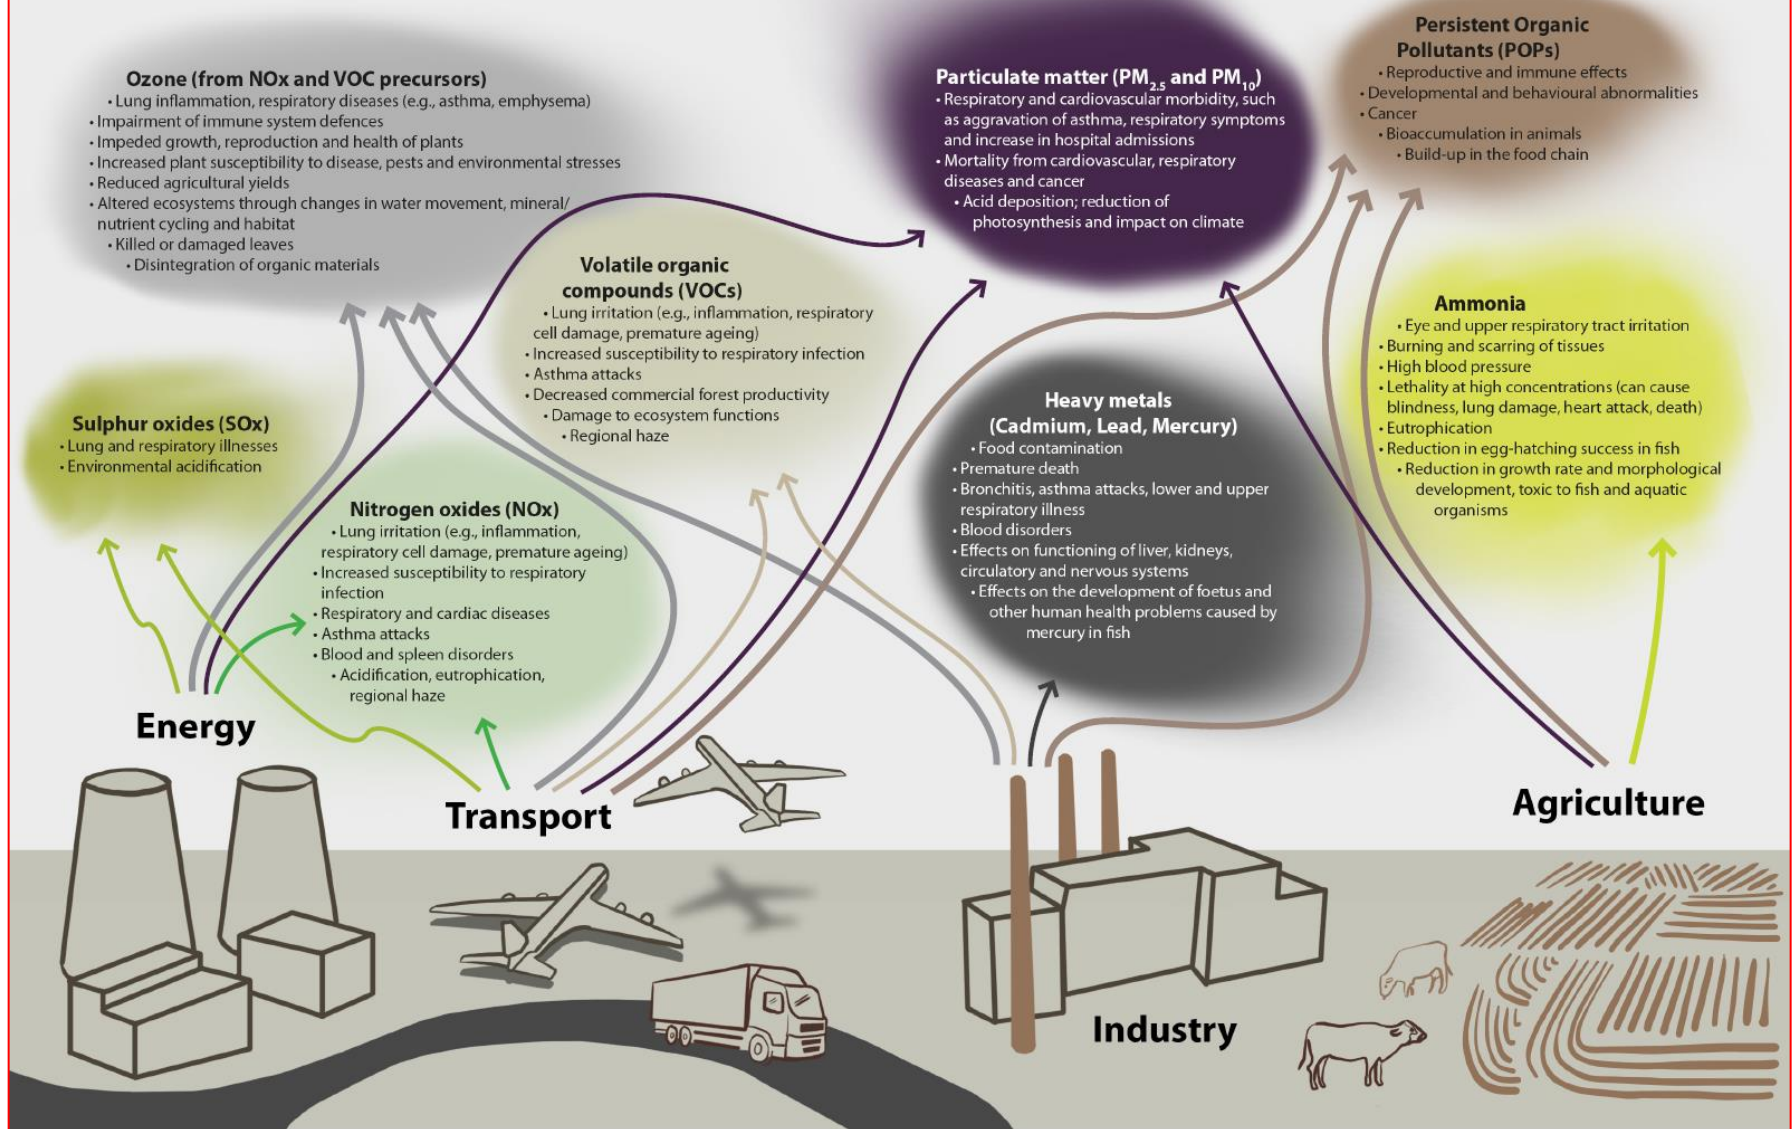 Ozone (from NOx and VOC precursors)
• Lung inflammation, respiratory diseases (e.g., asthma, emphysema)
• Impairment of immune system defences
• Impeded growth, reproduction and health of plants
• Increased plant susceptibility to disease, pests and environmental stresses
• Reduced agricultural yields
• Altered ecosystems through changes in water movement, mineral/
nutrient cycling and habitat
• Killed or damaged leaves
• Disintegration of organic materials
Particulate matter (PM2.5 and PM10)
• Respiratory and cardiovascular morbidity, such
as aggravation of asthma, respiratory symptoms
and increase in hospital admissions
• Mortality from cardiovascular, respiratory
diseases and cancer
• Acid deposition; reduction of
photosynthesis and impact on climate
Persistent Organic
Pollutants (POPs)
• Reproductive and immune effects
• Developmental and behavioural abnormalities
• Cancer
• Bioaccumulation in animals
• Build-up in the food chain
Volatile organic
compounds (VOCs)
• Lung irritation (e.g., inflammation, respiratory
cell damage, premature ageing)
• Increased susceptibility to respiratory infection
• Asthma attacks
• Decreased commercial forest productivity
• Damage to ecosystem functions
• Regional haze
Ammonia
• Eye and upper respiratory tract irritation
• Burning and scarring of tissues
• High blood pressure
• Lethality at high concentrations (can cause
blindness, lung damage, heart attack, death)
• Eutrophication
• Reduction in egg-hatching success in fish
• Reduction in growth rate and morphological
development, toxic to fish and aquatic
organisms
Sulphur oxides (SOx)
• Lung and respiratory illnesses
• Environmental acidification
Heavy metals
(Cadmium, Lead, Mercury)
• Food contamination
• Premature death
• Bronchitis, asthma attacks, lower and upper
respiratory illness
• Blood disorders
• Effects on functioning of liver, kidneys,
circulatory and nervous systems
• Effects on the development of foetus and
other human health problems caused by
mercury in fish
Nitrogen oxides (NOx)
• Lung irritation (e.g., inflammation,
respiratory cell damage, premature ageing)
• Increased susceptibility to respiratory
infection
• Respiratory and cardiac diseases
• Asthma attacks
• Blood and spleen disorders
• Acidification, eutrophication,
regional haze
Energy
Transport
Agriculture
Industry